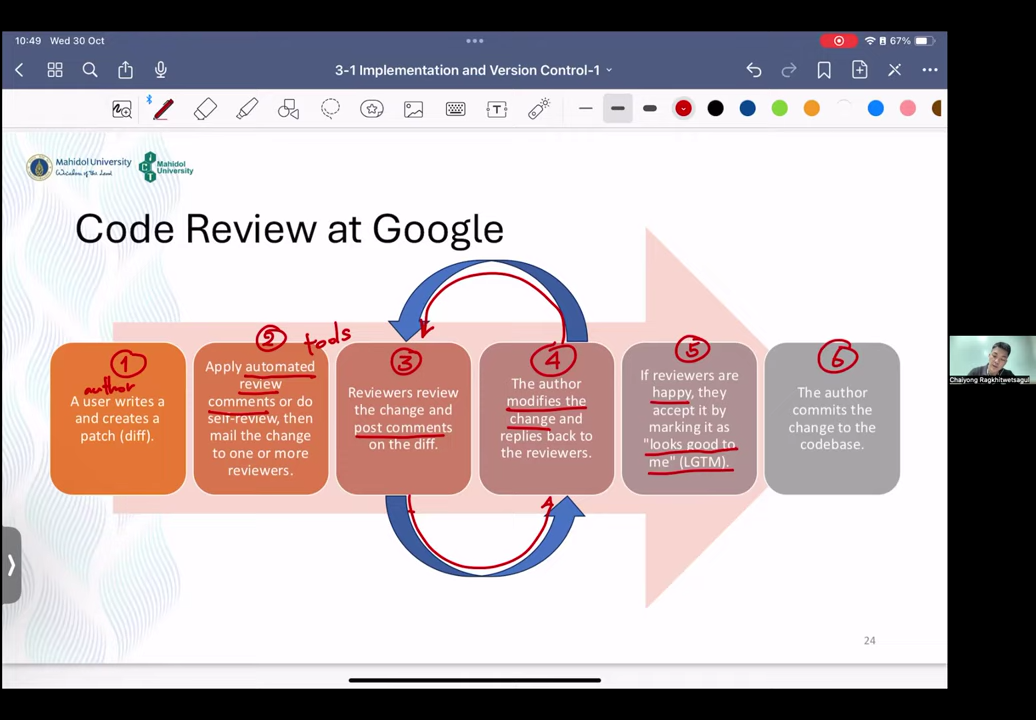 10:49 Wed 30 Oct
67%
3-1 Implementation and Version Control-1
T
Mahidol University
Wisdom of the Land
ICT
Mahidol
University
Code Review at Google
1
author
A user writes a
and creates a
patch (diff).
2
tools
Apply automated
review
comments or do
self-review, then
mail the change
to one or more
reviewers.
3
Reviewers review
the change and
post comments
on the diff.
4
The author
modifies the
change and
replies back to
the reviewers.
5
If reviewers are
happy, they
accept it by
marking it as
"looks good to
me" (LGTM).
6
The author
commits the
change to the
codebase.
24
Chaiyong Ragkhitwetsagul